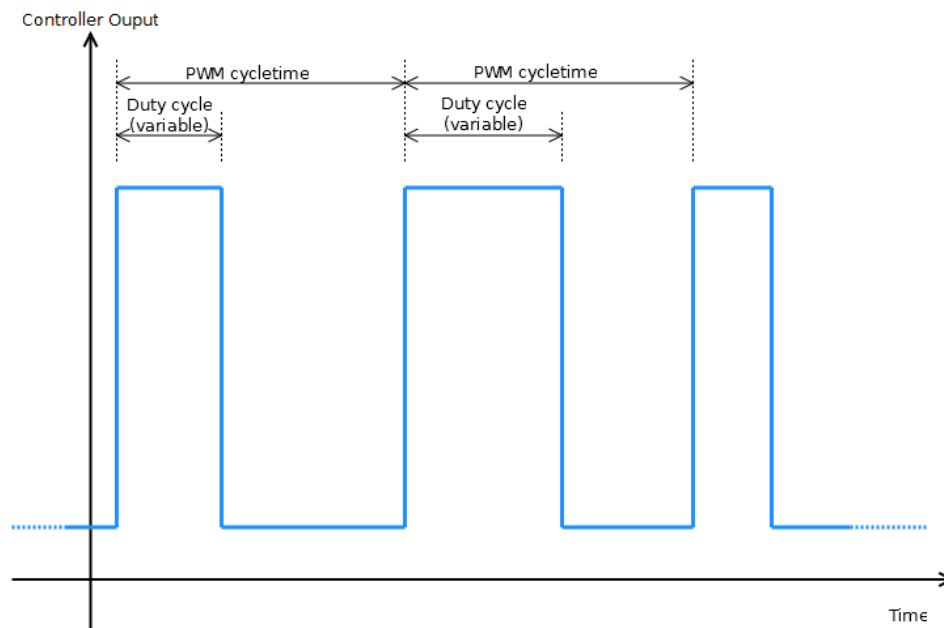 Controller Ouput
PWM cycletime
PWM cycletime
Duty cycle
(variable)
Duty cycle
(variable)
Time